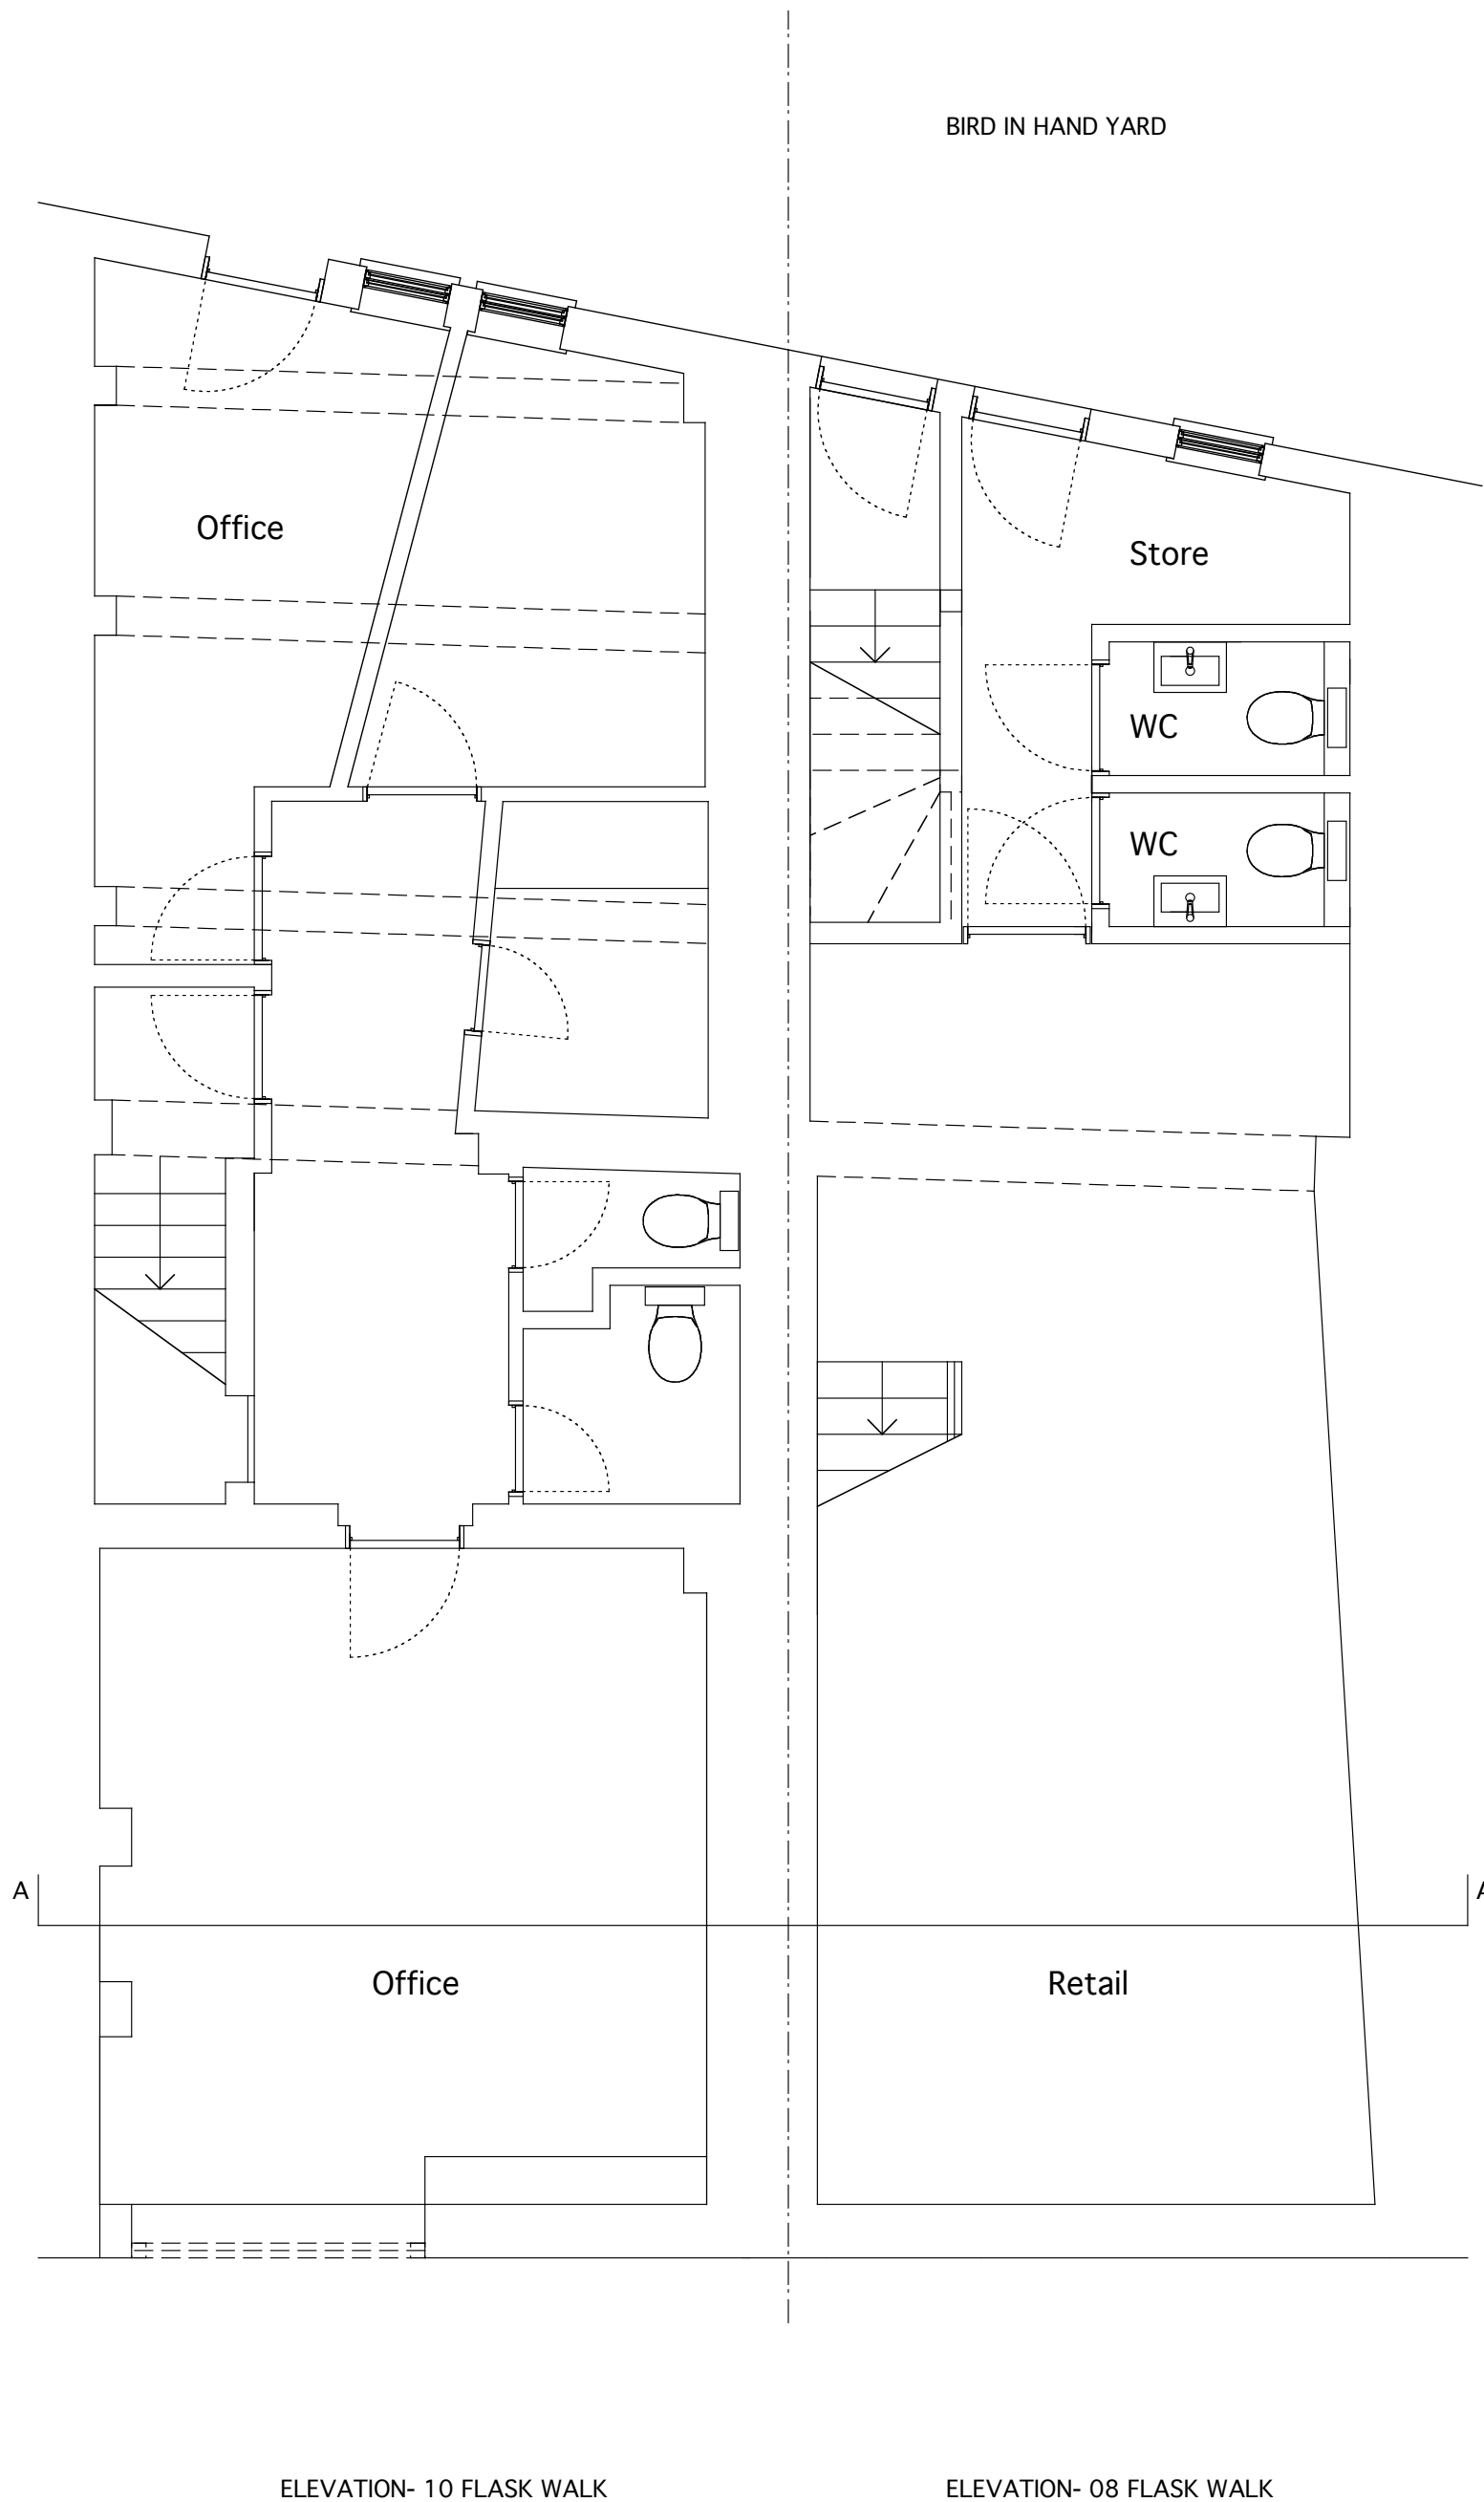 BIRD IN HAND YARD
Office
Store
WC
WC
A
A
Office
Retail
ELEVATION- 10 FLASK WALK
ELEVATION- 08 FLASK WALK